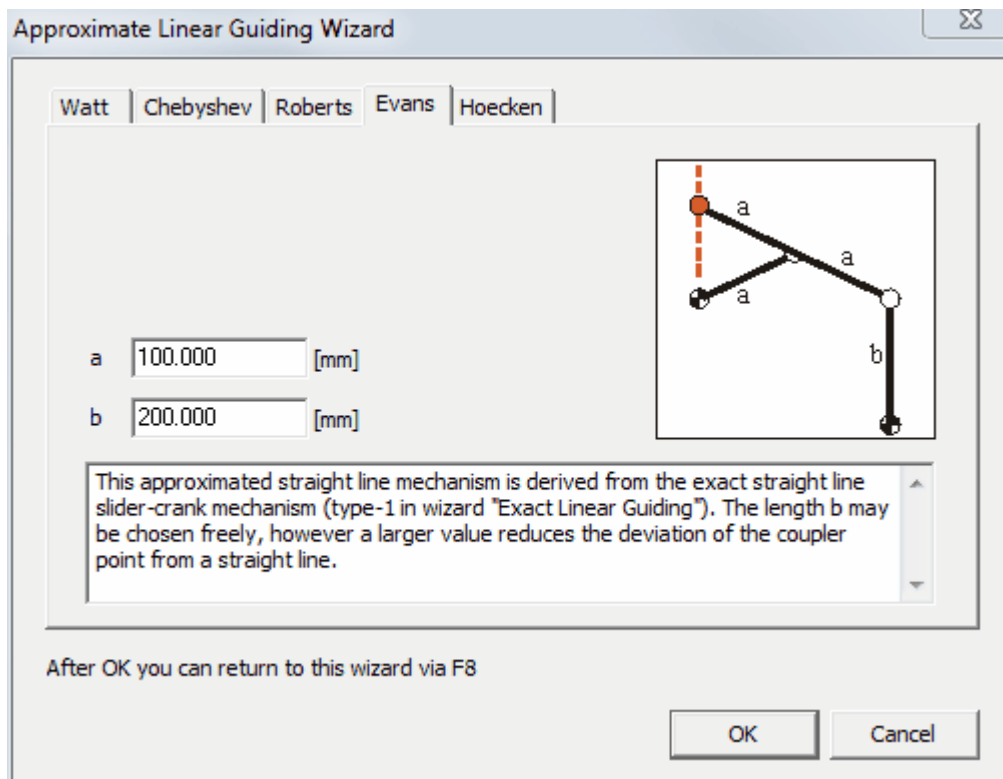 Approximate Linear Guiding Wizard
Watt Chebyshev Roberts Evans Hoecken
a
a
a
b
a 100.000 [mm]
b 200.000 [mm]
This approximated straight line mechanism is derived from the exact straight line
slider-crank mechanism (type-1 in wizard "Exact Linear Guiding"). The length b may
be chosen freely, however a larger value reduces the deviation of the coupler
point from a straight line.
After OK you can return to this wizard via F8
OK Cancel